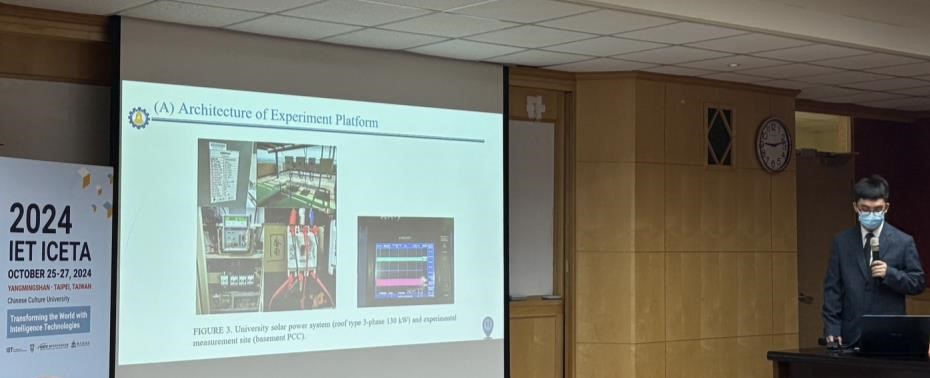 (A) Architecture of Experiment Platform
FIGURE 3. University solar power system (roof type 3-phase 130 kW) and experimental
measurement site (basement PCC).
2024
IET ICETA
OCTOBER 25-27, 2024
YANGMINGSHAN · TAIPEI, TAIWAN
Chinese Culture University
Transforming the World with
Intelligence Technologies